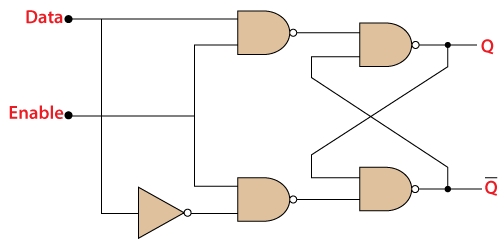 Data
Q
Enable
Q̅